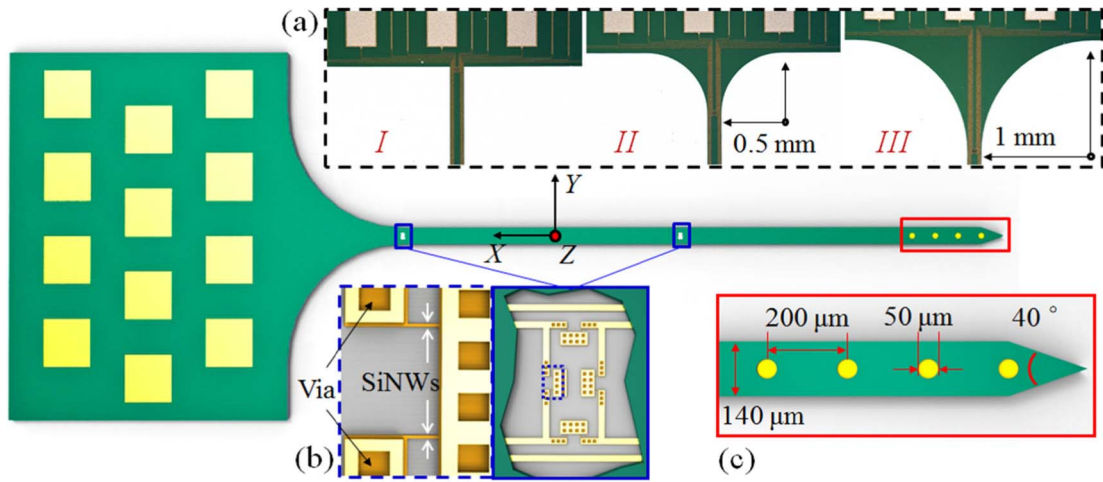 (a)
I
II
III
0.5 mm
1 mm
Y
X
Z
Via
SiNWs
(b)
200 μm
50 μm
40 °
140 μm
(c)